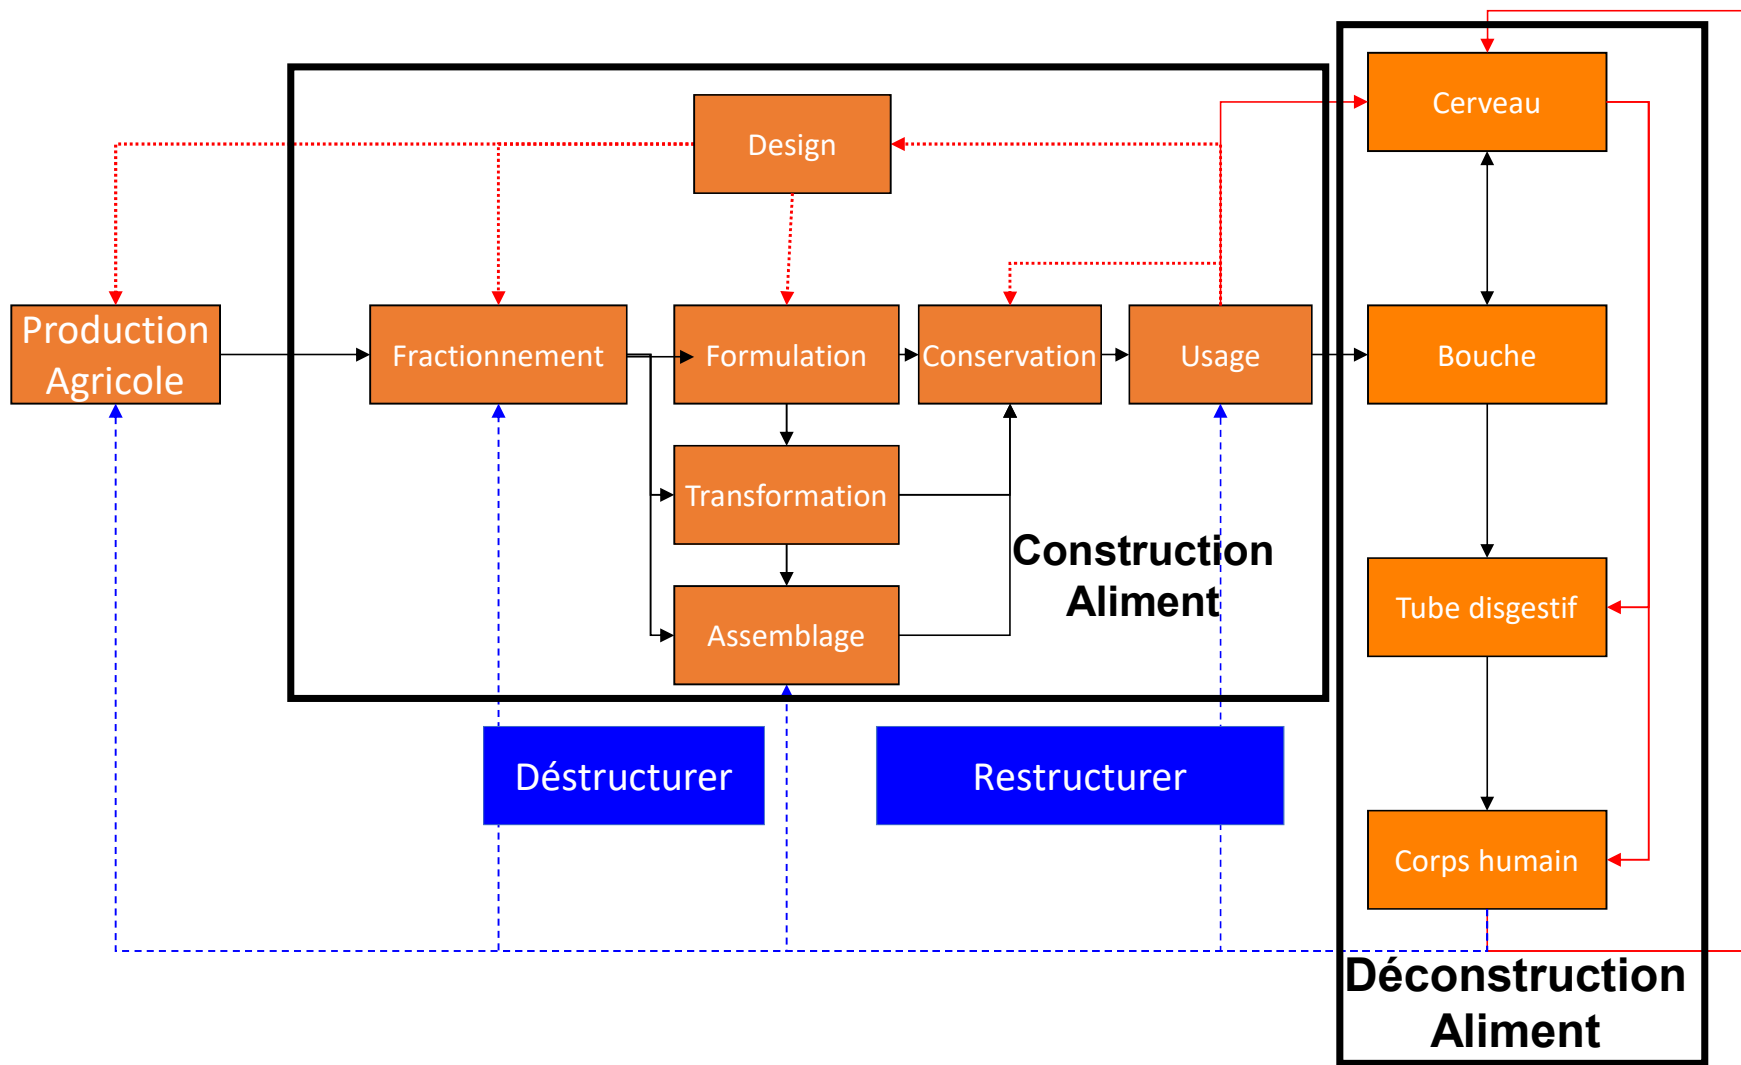 Cerveau
Design
Production
Agricole
Fractionnement
Formulation
Conservation
Usage
Bouche
Transformation
Construction
Aliment
Tube disgestif
Assemblage
Déstructurer
Restructurer
Corps humain
Déconstruction
Aliment